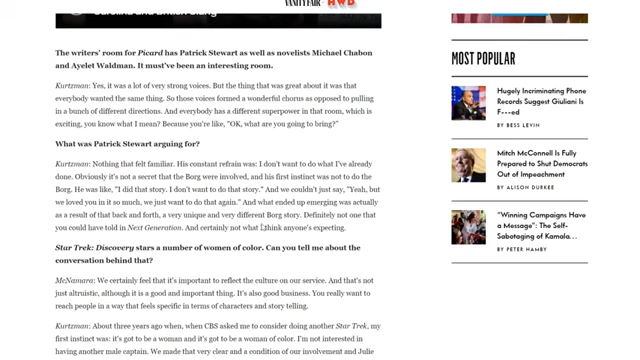 Carolina and British Slang
VANITY FAIR HWD
The writers' room for Picard has Patrick Stewart as well as novelists Michael Chabon
and Ayelet Waldman. It must've been an interesting room.
Kurtzman: Yes, it was a lot of very strong voices. But the thing that was great about it was that
everybody wanted the same thing. So those voices formed a wonderful chorus as opposed to pulling
in a bunch of different directions. And everybody has a different superpower in that room, which is
exciting, you know what I mean? Because you're like, "OK, what are you going to bring?"
What was Patrick Stewart arguing for?
Kurtzman: Nothing that felt familiar. His constant refrain was: I don't want to do what I've already
done. Obviously it's not a secret that the Borg were involved, and his first instinct was not to do the
Borg. He was like, "I did that story. I don't want to do that story." And we couldn't just say, "Yeah, but
we loved you in it so much, we just want to do that again." And what ended up emerging was actually
as a result of that back and forth, a very unique and very different Borg story. Definitely not one that
you could have told in Next Generation. And certainly not what I think anyone's expecting.
Star Trek: Discovery stars a number of women of color. Can you tell me about the
conversation behind that?
McNamara: We certainly feel that it's important to reflect the culture on our service. And that's not
just altruistic, although it is a good and important thing. It's also good business. You really want to
reach people in a way that feels specific in terms of characters and story telling.
Kurtzman: About three years ago when, when CBS asked me to consider doing another Star Trek, my
first instinct was: it's got to be a woman and it's got to be a woman of color. I'm not interested in
having another male captain. We made that very clear and a condition of our involvement and Julie
MOST POPULAR
Hugely Incriminating Phone
Records Suggest Giuliani Is
F---ed
BY BESS LEVIN
Mitch McConnell Is Fully
Prepared to Shut Democrats
Out of Impeachment
BY ALISON DURKEE
"Winning Campaigns Have
a Message": The Self-
Sabotaging of Kamala...
BY PETER HAMBY